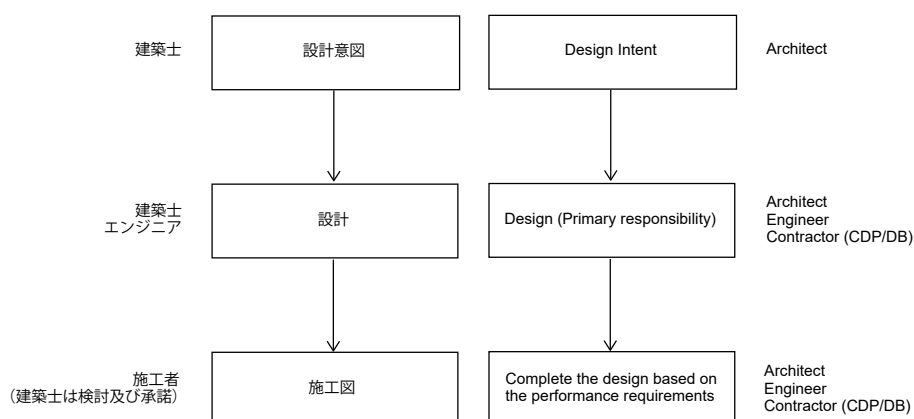 建築士
設計意図
Design Intent
Architect
建築士
エンジニア
設計
Design (Primary responsibility)
Architect
Engineer
Contractor (CDP/DB)
施工者
（建築士は検討及び承諾）
施工図
Complete the design based on
the performance requirements
Architect
Engineer
Contractor (CDP/DB)